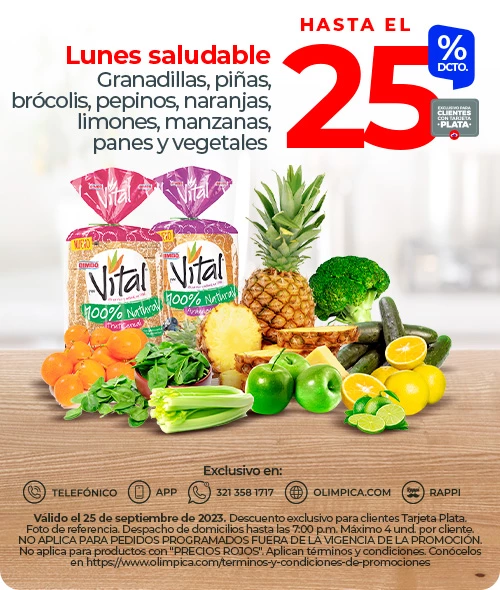 HASTA EL
25
%
DCTO.
EXCLUSIVO PARA
CLIENTES
CON TARJETA
•PLATA•
Lunes saludable
Granadillas, piñas,
brócolis, pepinos, naranjas,
limones, manzanas,
panes y vegetales
Vital
Vital
NUEVO
BIMBO
Vital
100% Natural
BIMBO
Vital
100% Natural
Exclusivo en:
TELEFÓNICO APP 321 358 1717 OLIMPICA.COM RAPPI
Válido el 25 de septiembre de 2023. Descuento exclusivo para clientes Tarjeta Plata.
Foto de referencia. Despacho de domicilios hasta las 7:00 p.m. Máximo 4 und. por cliente.
NO APLICA PARA PEDIDOS PROGRAMADOS FUERA DE LA VIGENCIA DE LA PROMOCIÓN.
No aplica para productos con "PRECIOS ROJOS". Aplican términos y condiciones. Conócelos
en https://www.olimpica.com/terminos-y-condiciones-de-promociones